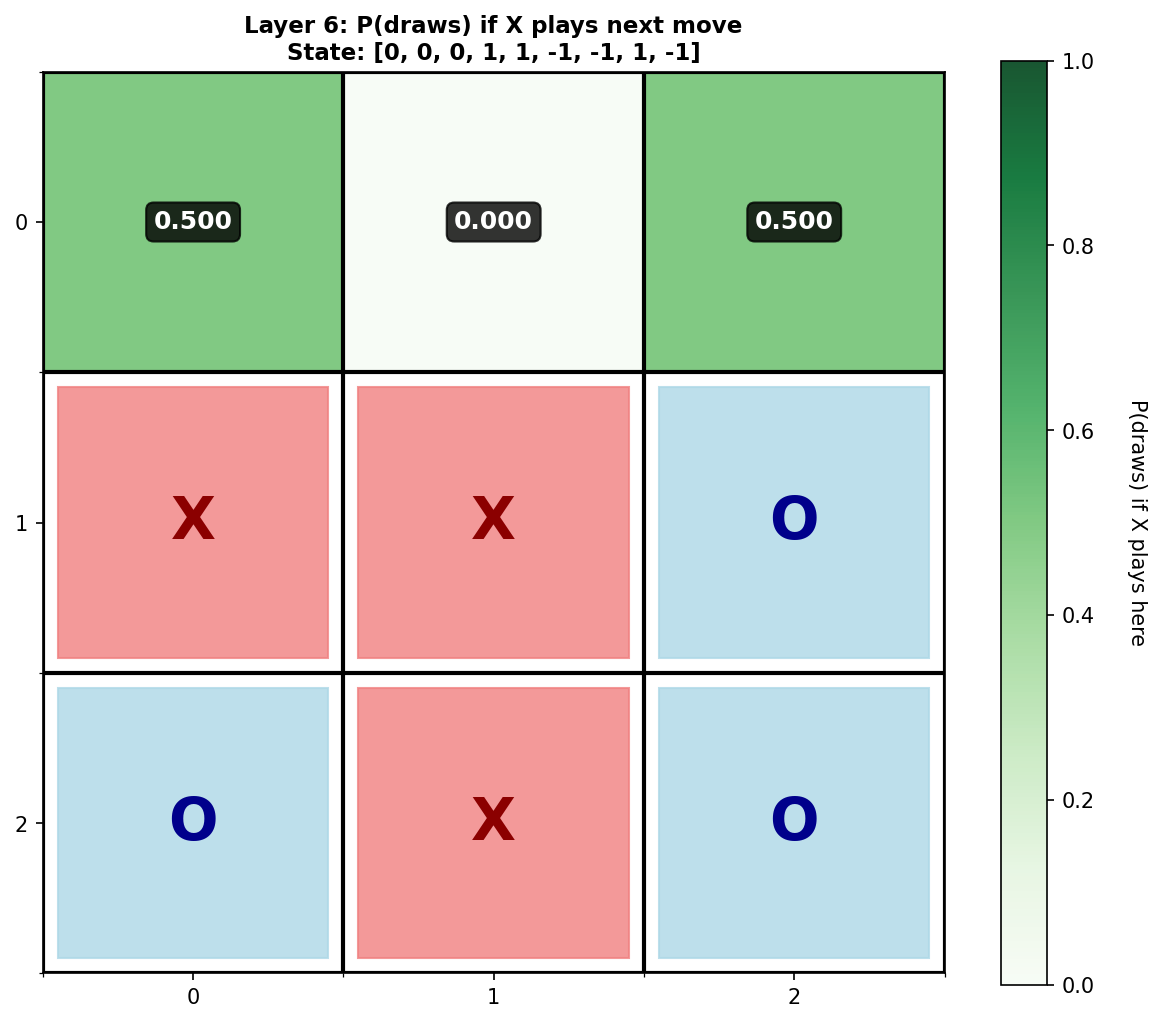 Layer 6: P(draws) if X plays next move
State: [0, 0, 0, 1, 1, -1, -1, 1, -1]
0.500
0.000
0.500
X
X
O
O
X
O
0
1
2
0
1
2
1.0
0.8
0.6
0.4
0.2
0.0
P(draws) if X plays here